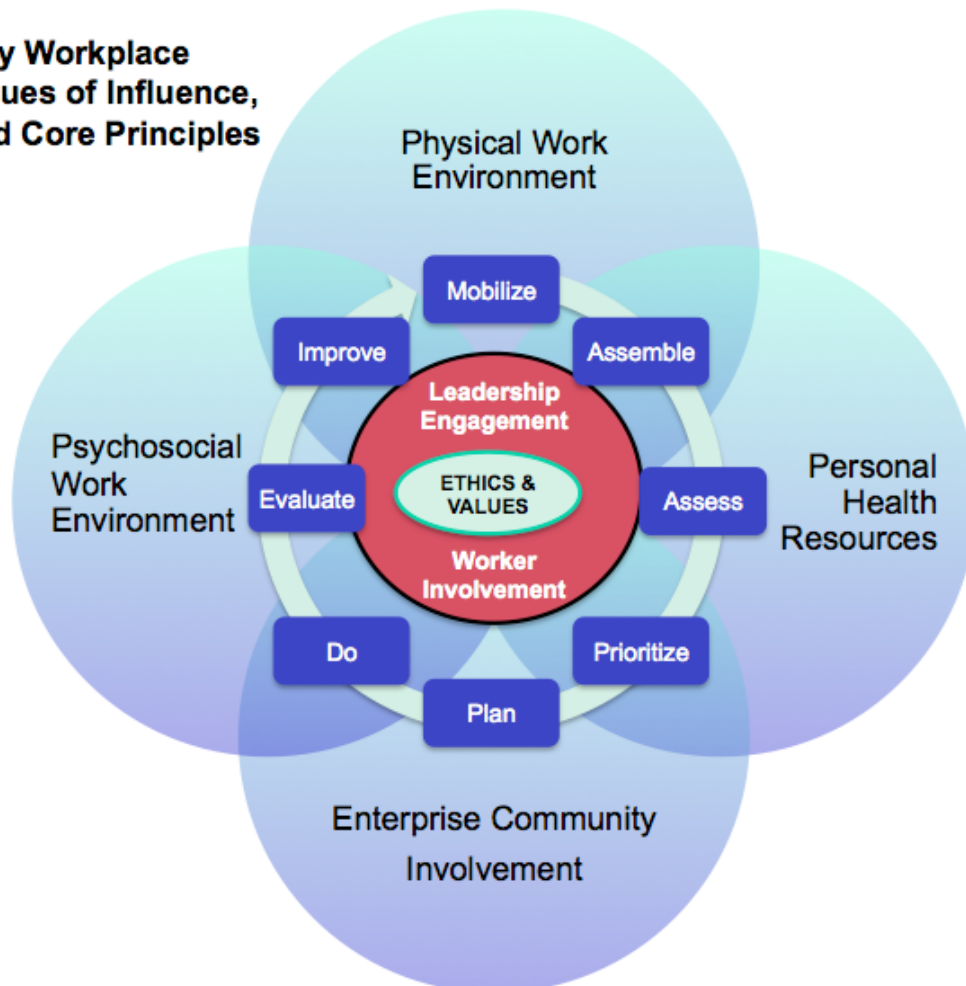 y Workplace
ues of Influence,
d Core Principles
Physical Work
Environment
Mobilize
Improve
Assemble
Leadership
Engagement
Psychosocial
Work
Environment
Evaluate
ETHICS &
VALUES
Assess
Personal
Health
Resources
Worker
Involvement
Do
Prioritize
Plan
Enterprise Community
Involvement